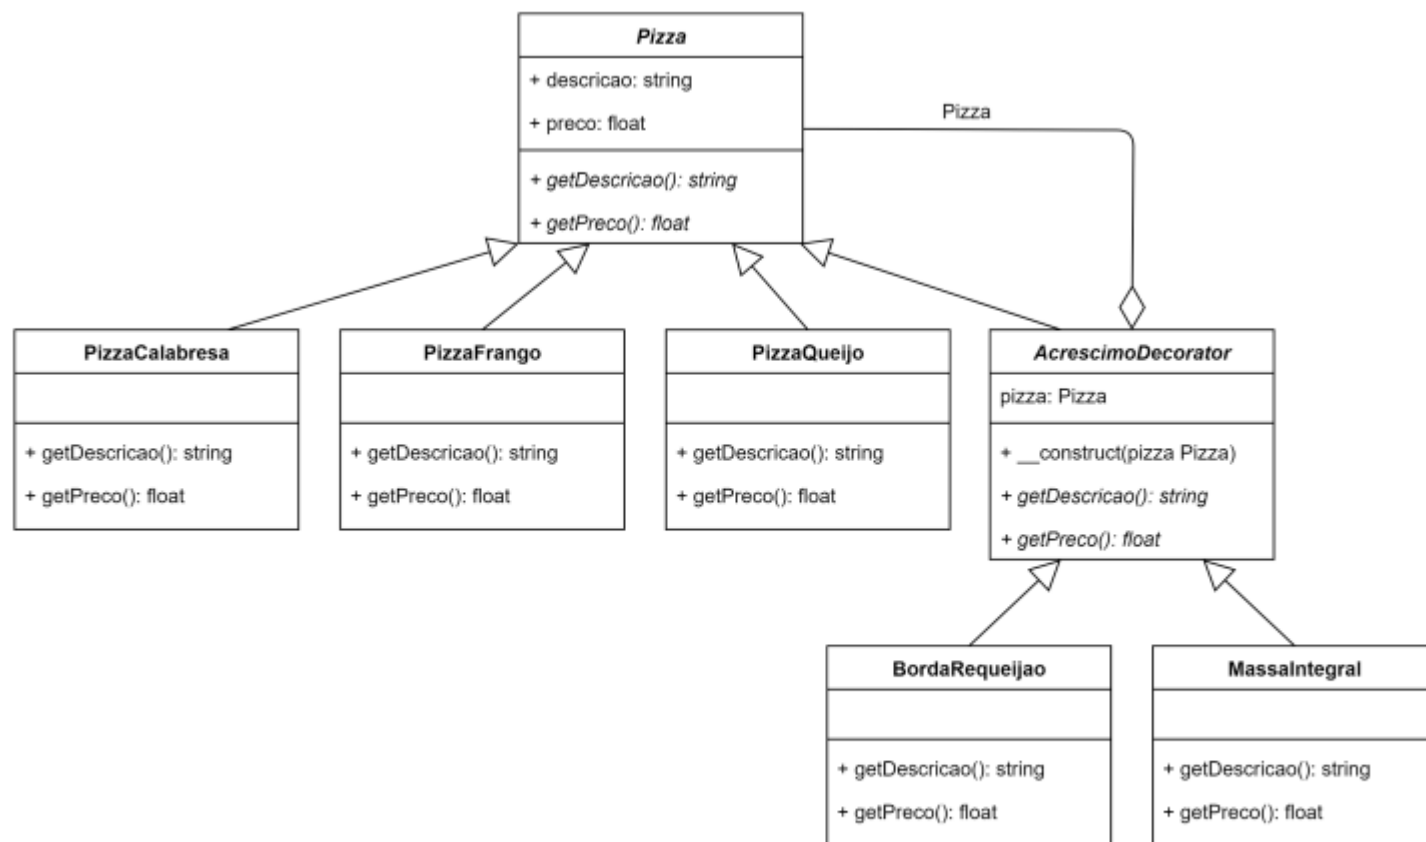 Pizza
+ descricao: string
+ preco: float
+ getDescricao(): string
+ getPreco(): float
Pizza
PizzaCalabresa
+ getDescricao(): string
+ getPreco(): float
PizzaFrango
+ getDescricao(): string
+ getPreco(): float
PizzaQueijo
+ getDescricao(): string
+ getPreco(): float
AcrescimoDecorator
pizza: Pizza
+ __construct(pizza Pizza)
+ getDescricao(): string
+ getPreco(): float
BordaRequeijao
+ getDescricao(): string
+ getPreco(): float
MassaIntegral
+ getDescricao(): string
+ getPreco(): float